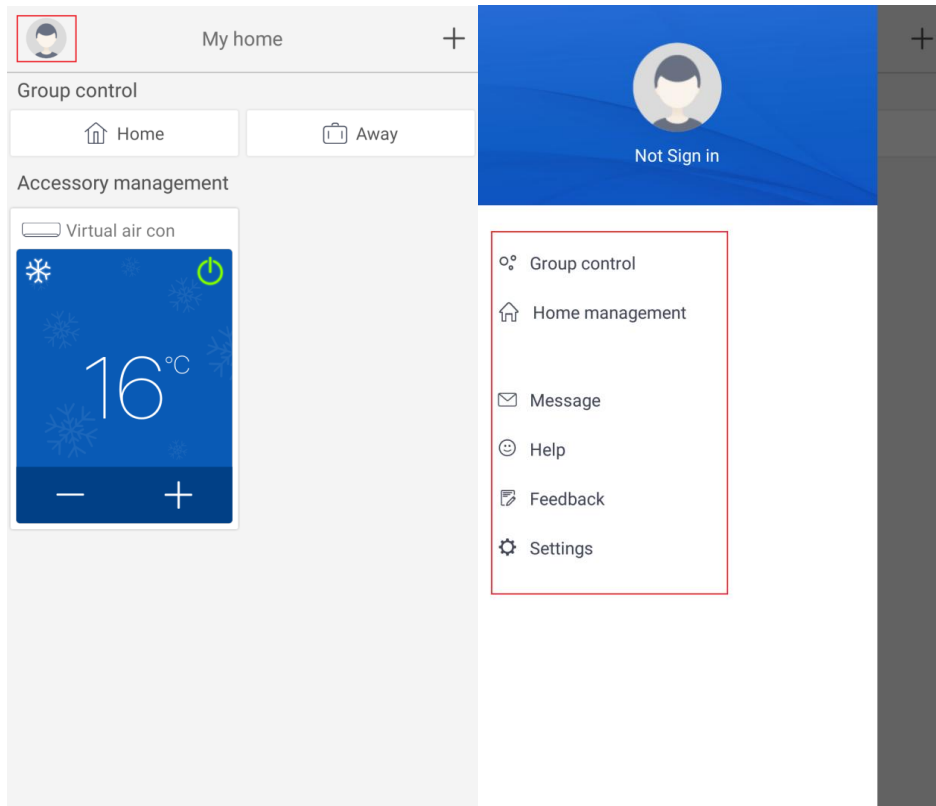 My home
Group control
Home
Away
Accessory management
Virtual air con
16°C
Not Sign in
Group control
Home management
Message
Help
Feedback
Settings